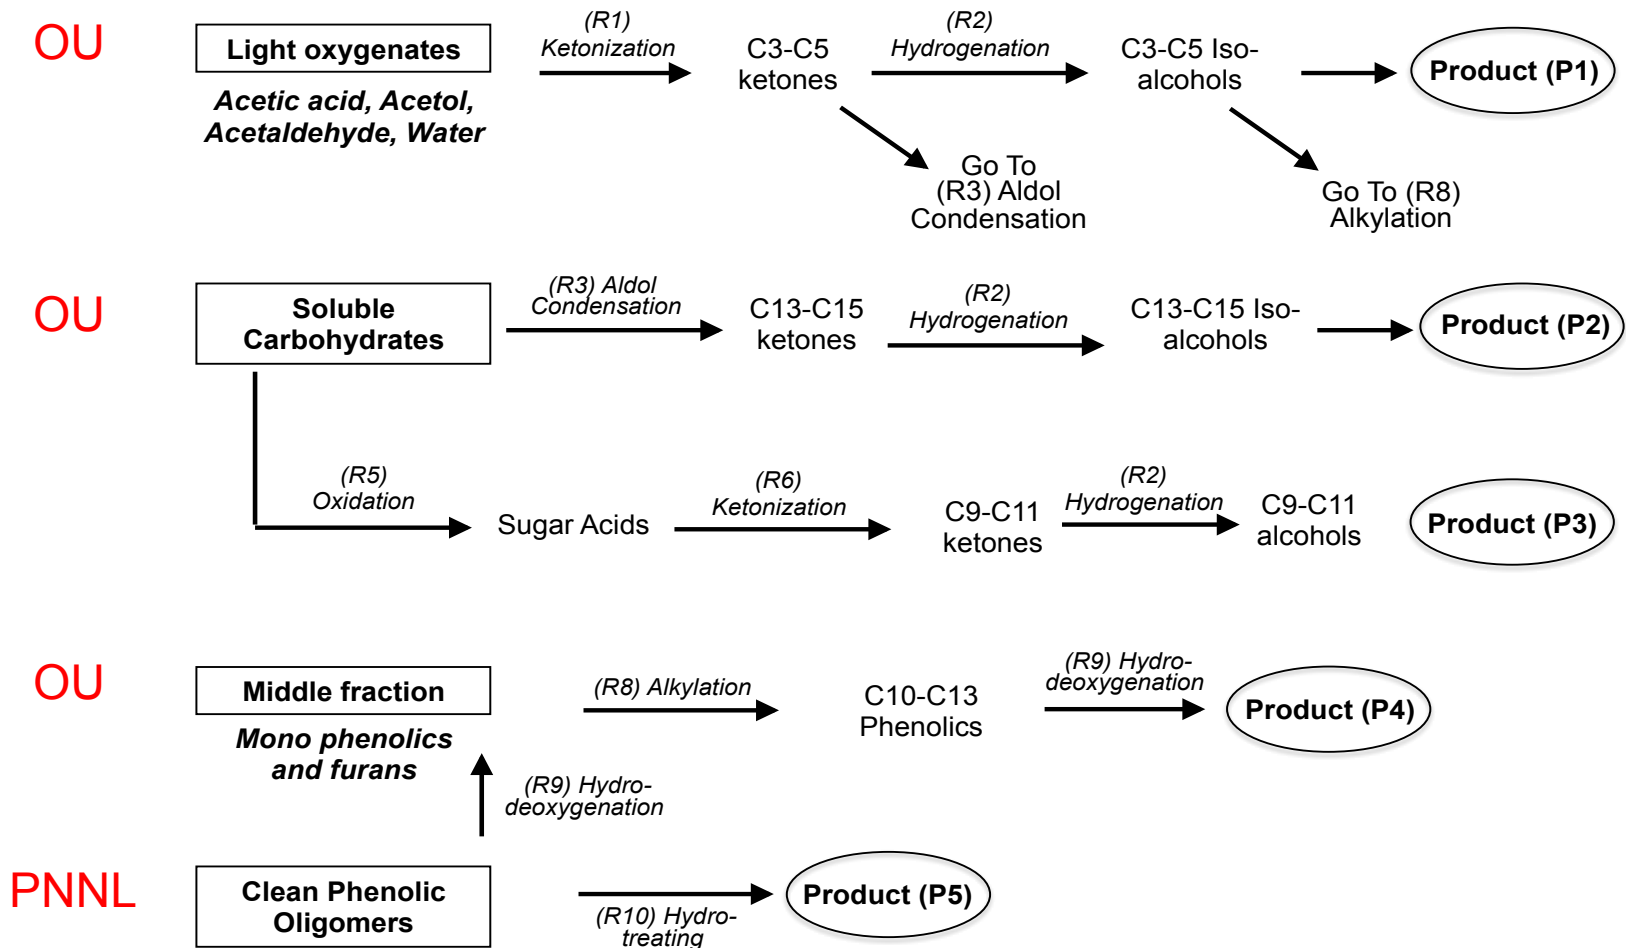 OU
Light oxygenates
Acetic acid, Acetol,
Acetaldehyde, Water
(R1)
Ketonization
C3-C5
ketones
(R2)
Hydrogenation
C3-C5 Iso-
alcohols
Product (P1)
Go To
(R3) Aldol
Condensation
Go To (R8)
Alkylation
OU
Soluble
Carbohydrates
(R3) Aldol
Condensation
C13-C15
ketones
(R2)
Hydrogenation
C13-C15 Iso-
alcohols
Product (P2)
(R5)
Oxidation
Sugar Acids
(R6)
Ketonization
C9-C11
ketones
(R2)
Hydrogenation
C9-C11
alcohols
Product (P3)
OU
Middle fraction
Mono phenolics
and furans
(R8) Alkylation
C10-C13
Phenolics
(R9) Hydro-
deoxygenation
Product (P4)
(R9) Hydro-
deoxygenation
PNNL
Clean Phenolic
Oligomers
(R10) Hydro-
treating
Product (P5)